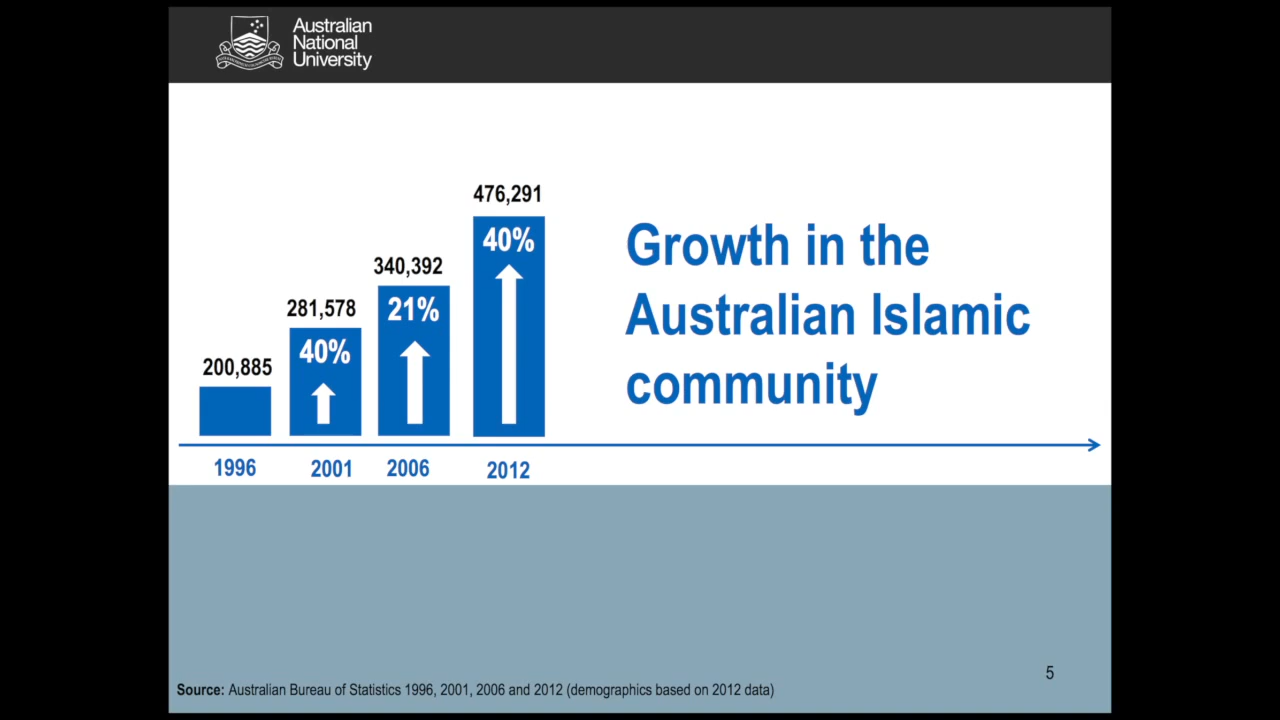 Australian
National
University
476,291
40%
340,392
21%
281,578
40%
200,885
Growth in the
Australian Islamic
community
1996
2001
2006
2012
5
Source: Australian Bureau of Statistics 1996, 2001, 2006 and 2012 (demographics based on 2012 data)